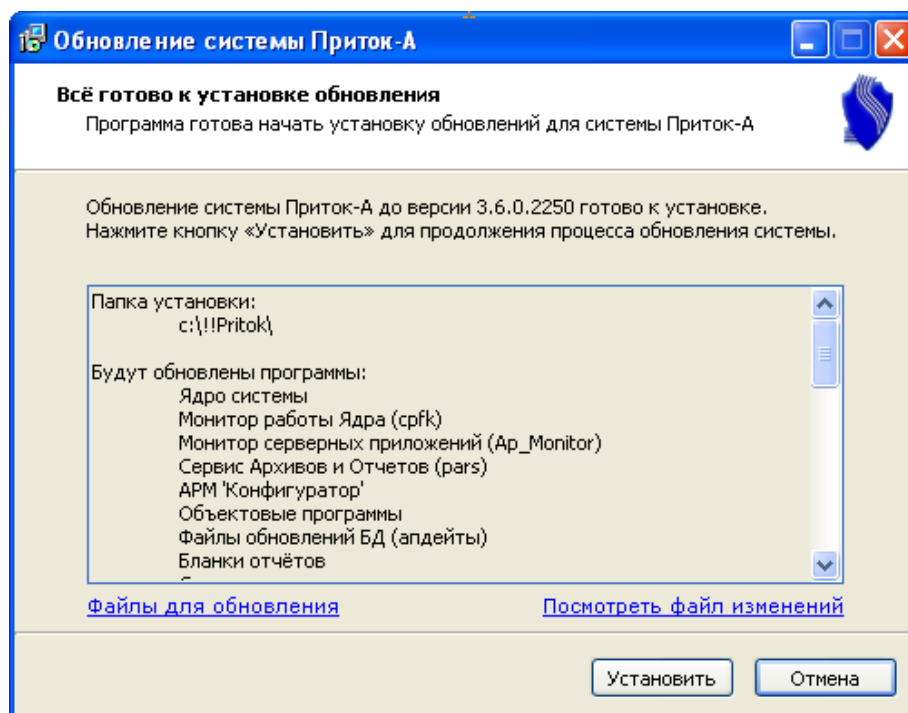 Обновление системы Приток-А
Всё готово к установке обновления
Программа готова начать установку обновлений для системы Приток-А
Обновление системы Приток-А до версии 3.6.0.2250 готово к установке.
Нажмите кнопку «Установить» для продолжения процесса обновления системы.
Папка установки:
c:\!!Pritok\
Будут обновлены программы:
Ядро системы
Монитор работы Ядра (cpfk)
Монитор серверных приложений (Ap_Monitor)
Сервис Архивов и Отчетов (pars)
АРМ 'Конфигуратор'
Объектовые программы
Файлы обновлений БД (апдейты)
Бланки отчётов
Файлы для обновления
Посмотреть файл изменений
Установить
Отмена